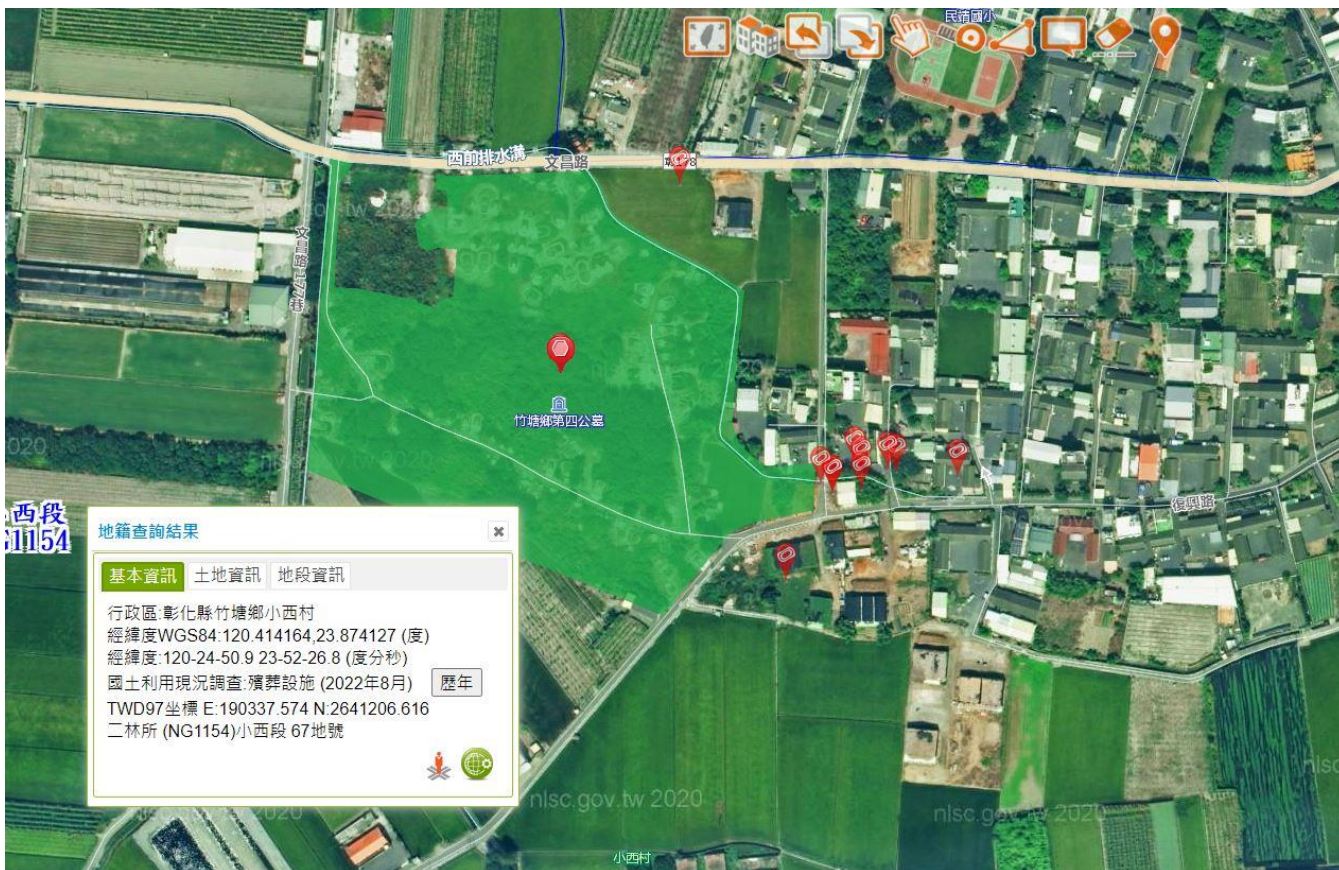 民靖國小
西前排水溝
文昌路
文昌路177巷
竹塘鄉第四公墓
復興路
小西段
地籍查詢結果
基本資訊 土地資訊 地段資訊
行政區:彰化縣竹塘鄉小西村
經緯度WGS84:120.414164,23.874127 (度)
經緯度:120-24-50.9 23-52-26.8 (度分秒)
國土利用現況調查:殯葬設施 (2022年8月) 歷年
TWD97坐標 E:190337.574 N:2641206.616
二林所 (NG1154)小西段 67地號
nlsc.gov.tw 2020
小西村